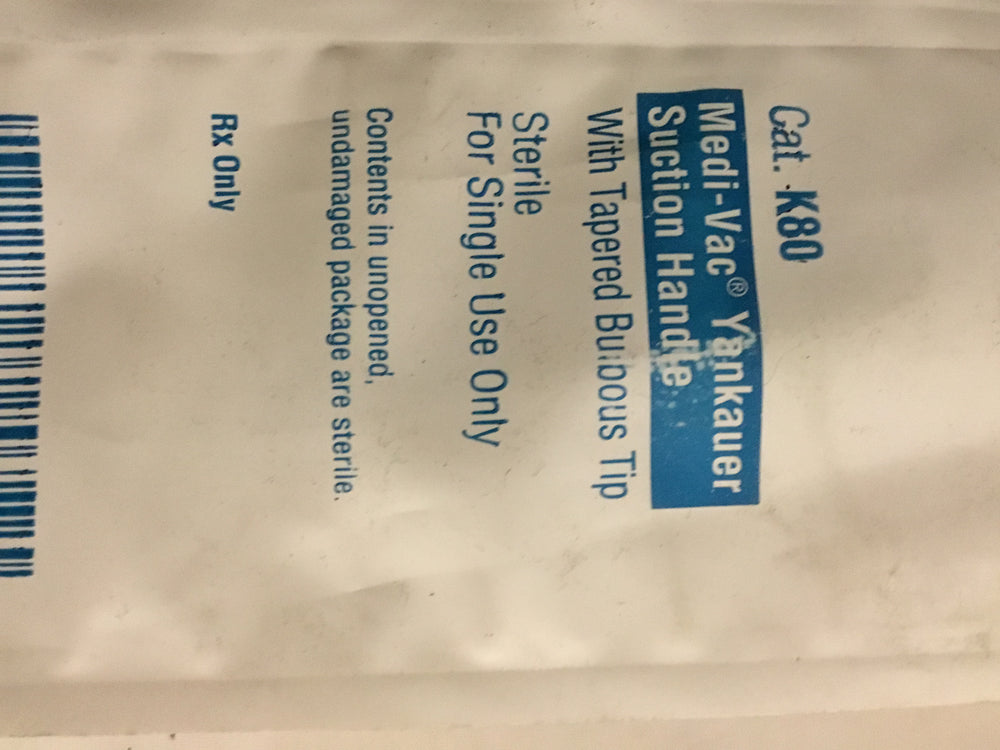 Cat. K80
Medi-Vac® Yankauer
Suction Handle
With Tapered Bulbous Tip
Sterile
For Single Use Only
Contents in unopened,
undamaged package are sterile.
Rx Only